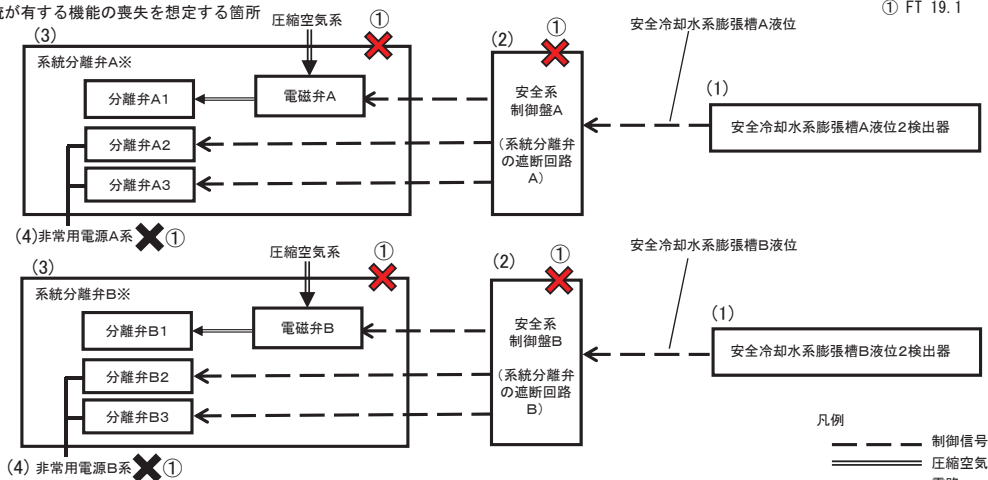 統が有する機能の喪失を想定する箇所
① FT 19.1
(3)
圧縮空気系
①
(2)
①
安全冷却水系膨張槽A液位
系統分離弁A※
分離弁A1
電磁弁A
分離弁A2
分離弁A3
安全系
制御盤A
(系統分離弁
の遮断回路
A)
(1)
安全冷却水系膨張槽A液位2検出器
(4)非常用電源A系
①
(3)
圧縮空気系
①
(2)
①
安全冷却水系膨張槽B液位
系統分離弁B※
分離弁B1
電磁弁B
分離弁B2
分離弁B3
安全系
制御盤B
(系統分離弁
の遮断回路
B)
(1)
安全冷却水系膨張槽B液位2検出器
(4) 非常用電源B系
①
凡例
制御信号
圧縮空気